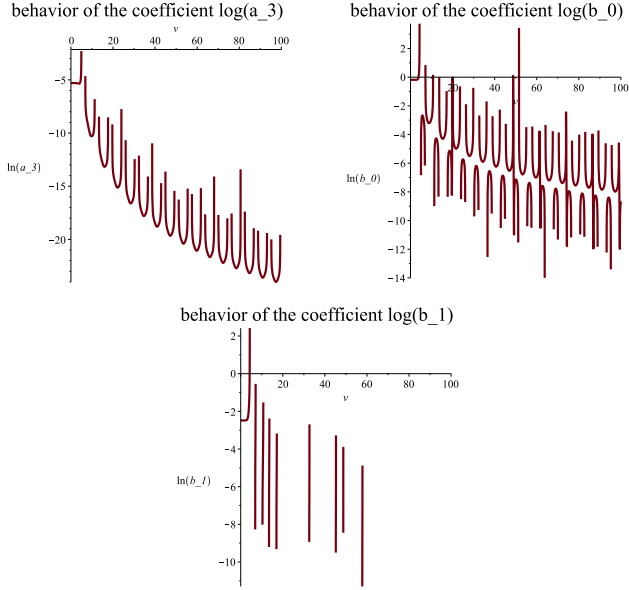 behavior of the coefficient log(a_3)
v
0 20 40 60 80 100
−5
−10
ln(a_3)
−15
−20
behavior of the coefficient log(b_0)
2
0
20 40 60 80 100
v
−2
−4
−6
ln(b_0)
−8
−10
−12
−14
behavior of the coefficient log(b_1)
2
0
20 40 60 80 100
v
−2
−4
ln(b_1)
−6
−8
−10